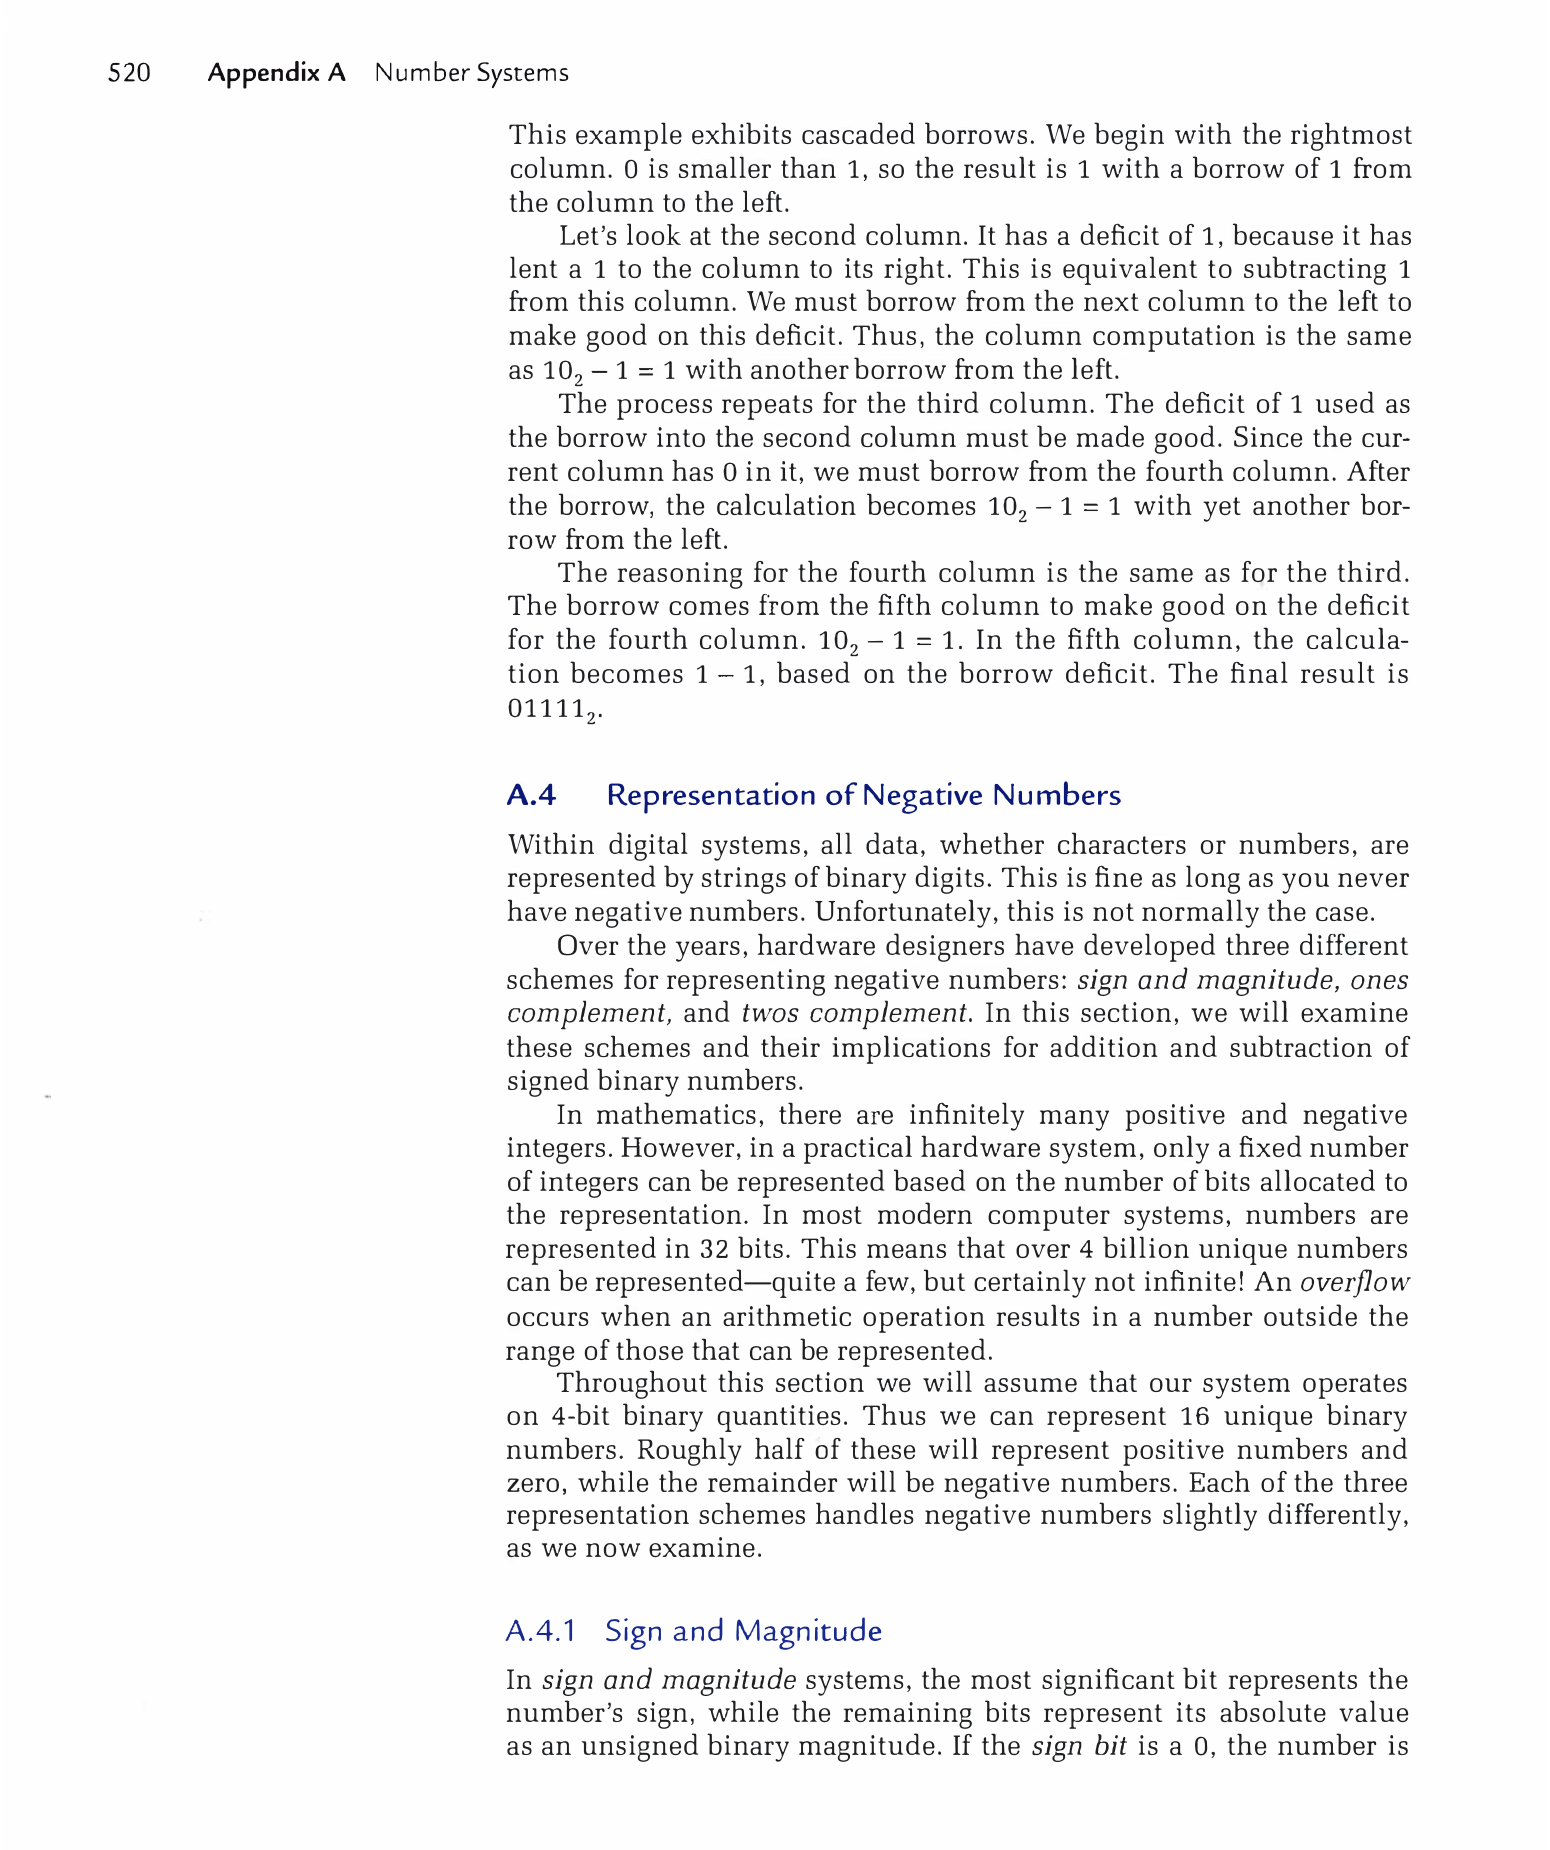 520 Appendix A Number Systems
This example exhibits cascaded borrows. We begin with the rightmost
column. 0 is smaller than 1, so the result is 1 with a borrow of 1 from
the column to the left.
Let's look at the second column. It has a deficit of 1, because it has
lent a 1 to the column to its right. This is equivalent to subtracting 1
from this column. We must borrow from the next column to the left to
make good on this deficit. Thus, the column computation is the same
as 10₂ – 1 = 1 with another borrow from the left.
The process repeats for the third column. The deficit of 1 used as
the borrow into the second column must be made good. Since the cur-
rent column has 0 in it, we must borrow from the fourth column. After
the borrow, the calculation becomes 10₂ – 1 = 1 with yet another bor-
row from the left.
The reasoning for the fourth column is the same as for the third.
The borrow comes from the fifth column to make good on the deficit
for the fourth column. 10₂ – 1 = 1. In the fifth column, the calcula-
tion becomes 1 – 1, based on the borrow deficit. The final result is
01111₂.
A.4 Representation of Negative Numbers
Within digital systems, all data, whether characters or numbers, are
represented by strings of binary digits. This is fine as long as you never
have negative numbers. Unfortunately, this is not normally the case.
Over the years, hardware designers have developed three different
schemes for representing negative numbers: sign and magnitude, ones
complement, and twos complement. In this section, we will examine
these schemes and their implications for addition and subtraction of
signed binary numbers.
In mathematics, there are infinitely many positive and negative
integers. However, in a practical hardware system, only a fixed number
of integers can be represented based on the number of bits allocated to
the representation. In most modern computer systems, numbers are
represented in 32 bits. This means that over 4 billion unique numbers
can be represented—quite a few, but certainly not infinite! An overflow
occurs when an arithmetic operation results in a number outside the
range of those that can be represented.
Throughout this section we will assume that our system operates
on 4-bit binary quantities. Thus we can represent 16 unique binary
numbers. Roughly half of these will represent positive numbers and
zero, while the remainder will be negative numbers. Each of the three
representation schemes handles negative numbers slightly differently,
as we now examine.
A.4.1 Sign and Magnitude
In sign and magnitude systems, the most significant bit represents the
number's sign, while the remaining bits represent its absolute value
as an unsigned binary magnitude. If the sign bit is a 0, the number is